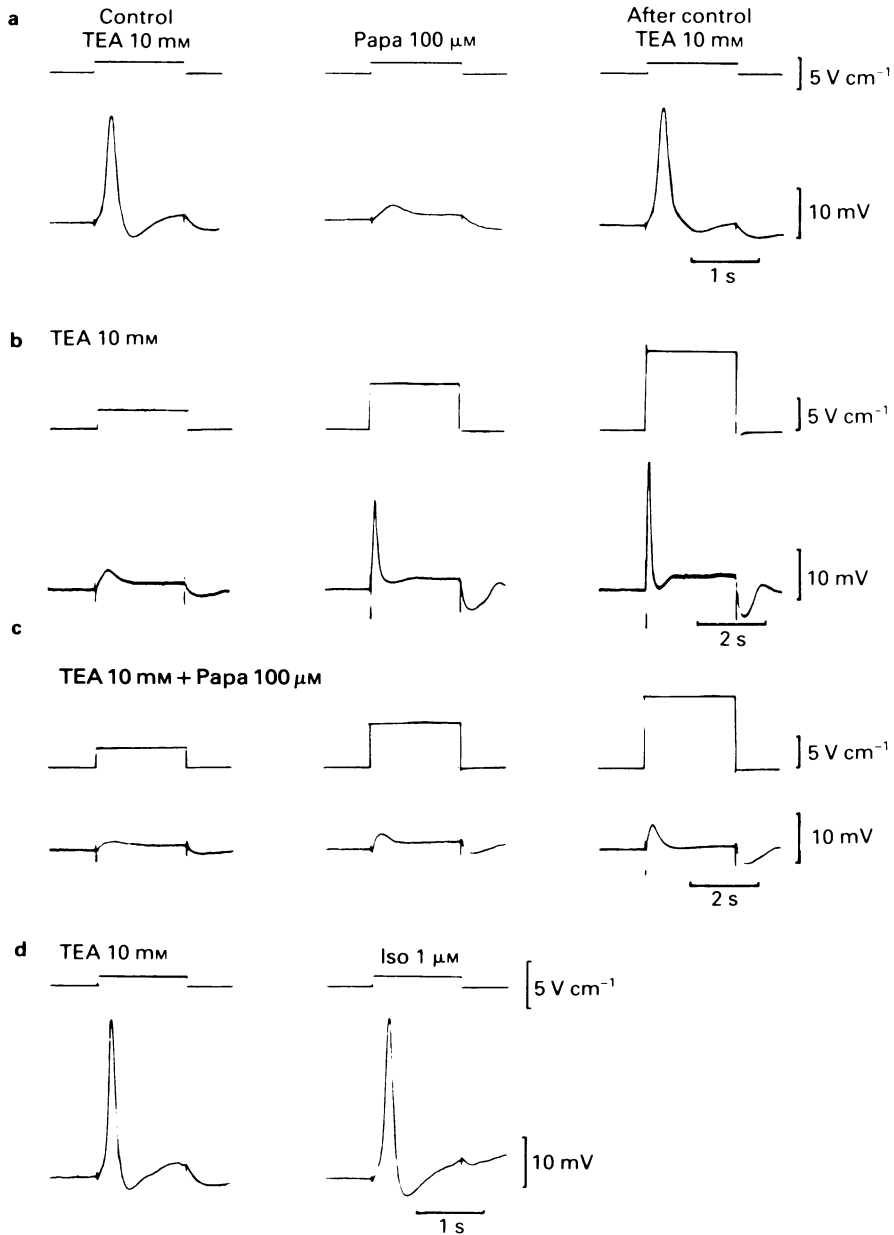 a
Control
TEA 10 mM
Papa 100 μM
After control
TEA 10 mM
5 V cm⁻¹
10 mV
1 s
b TEA 10 mM
5 V cm⁻¹
10 mV
2 s
c
TEA 10 mM + Papa 100 μM
5 V cm⁻¹
10 mV
2 s
d TEA 10 mM
Iso 1 μM
5 V cm⁻¹
10 mV
1 s